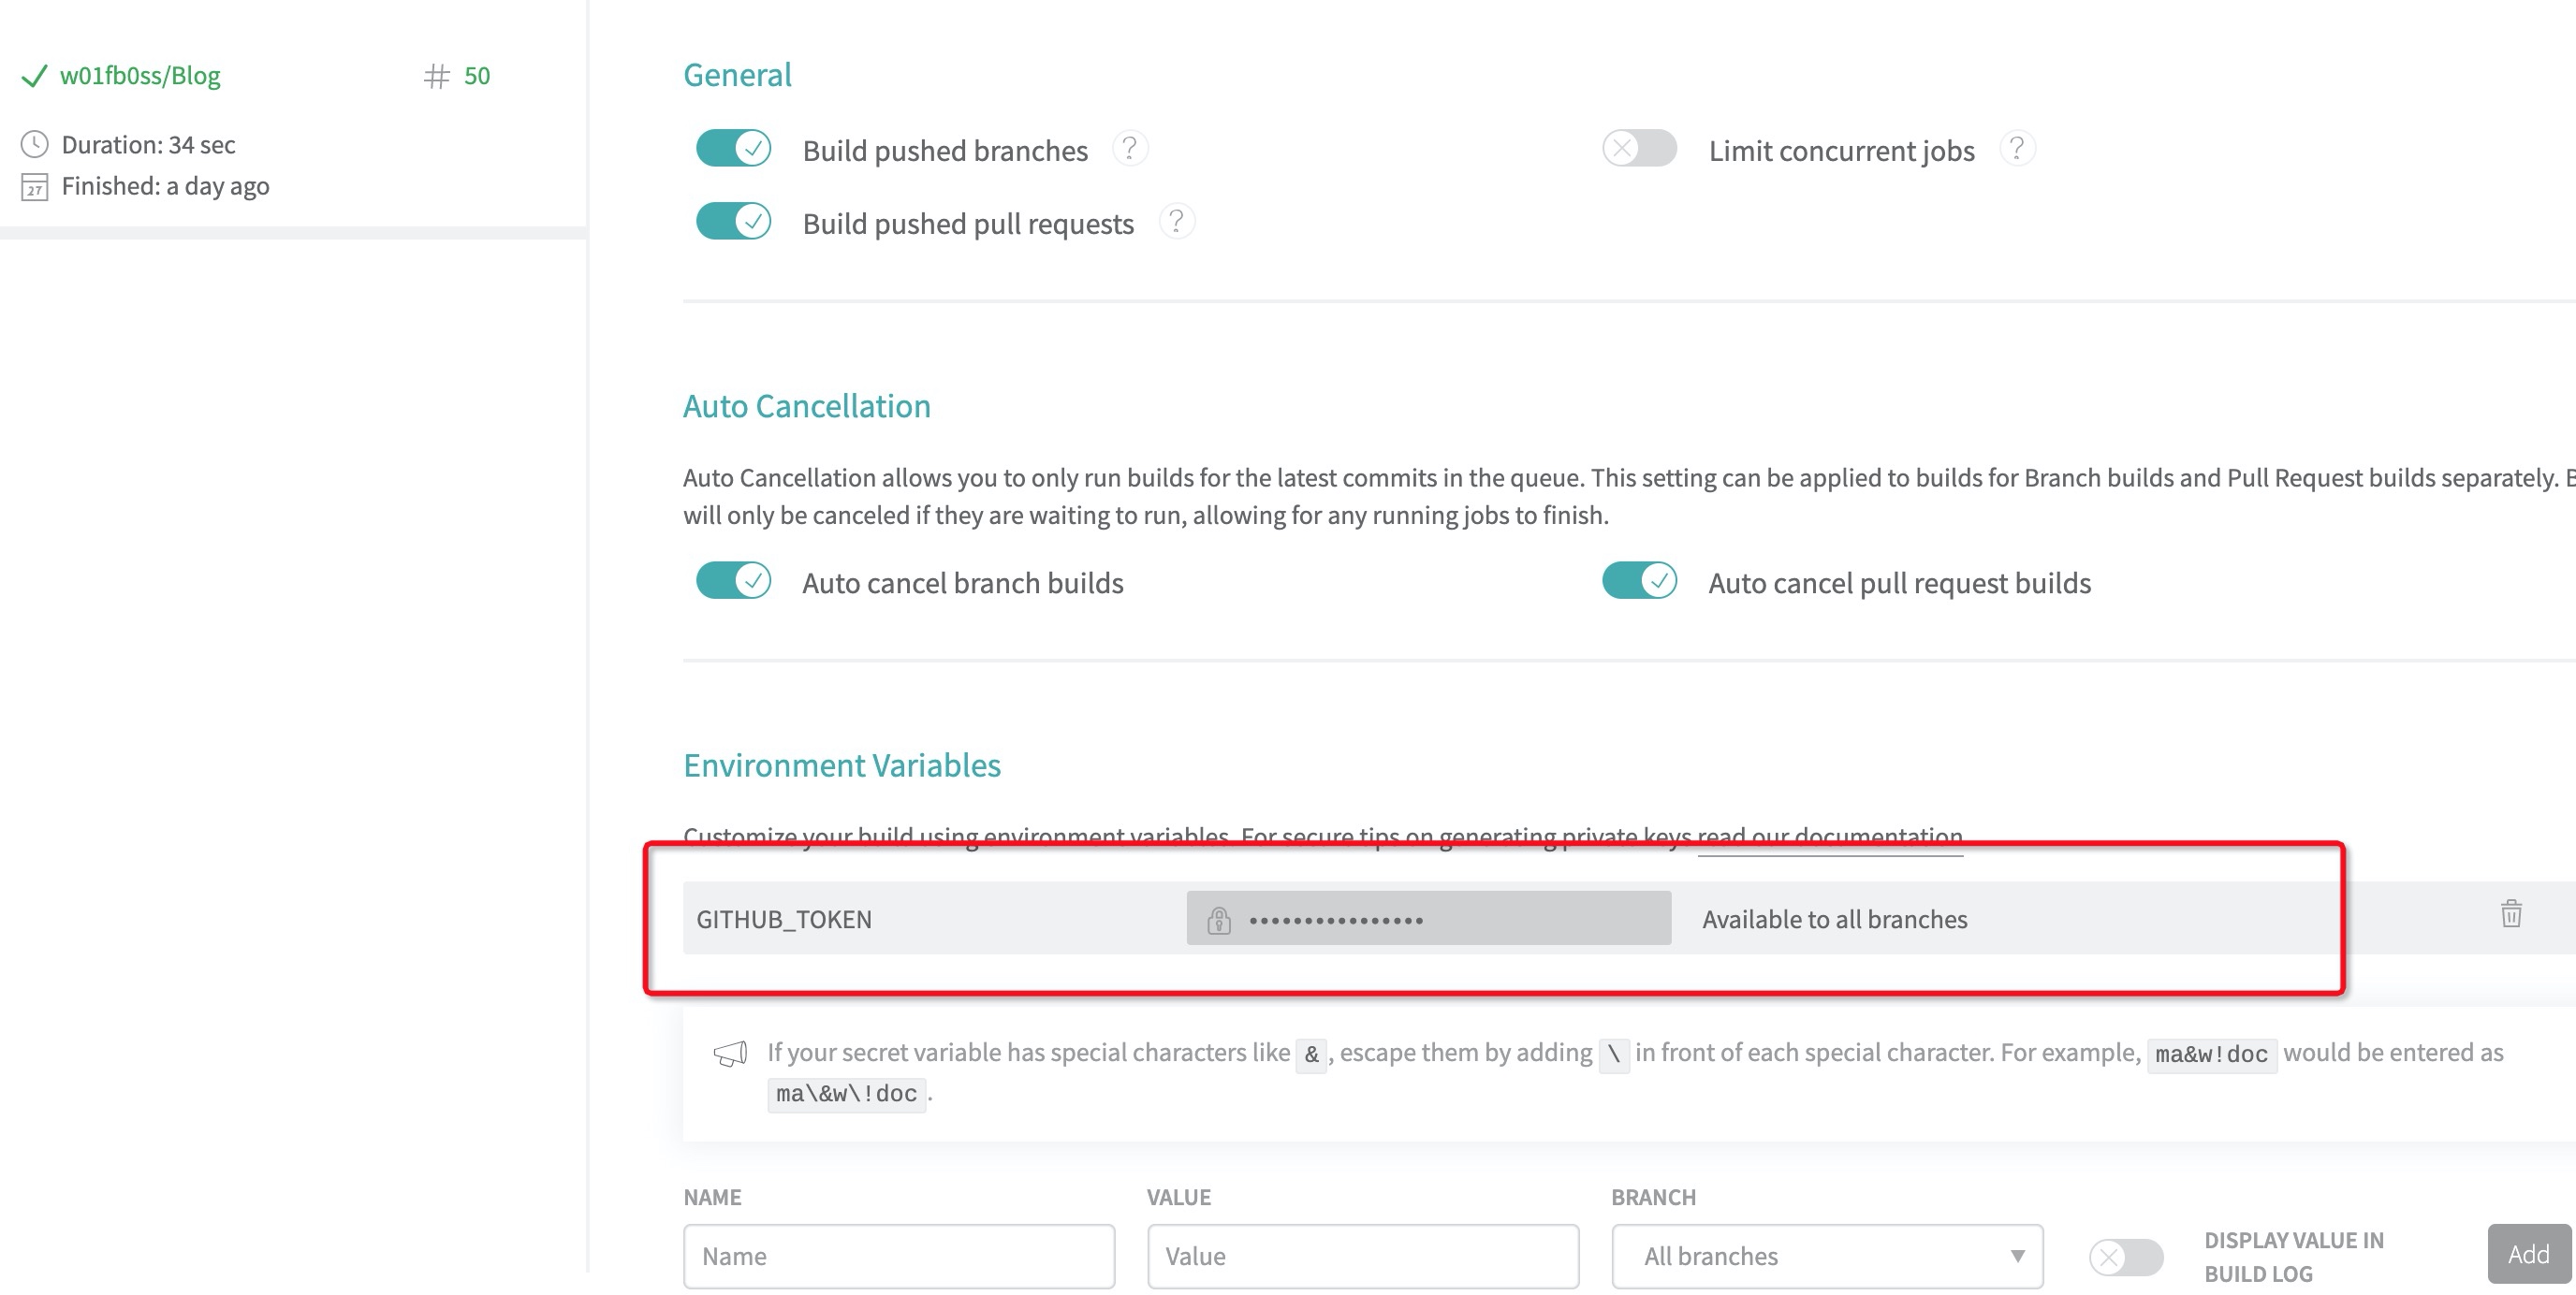 w01fb0ss/Blog # 50
Duration: 34 sec
27 Finished: a day ago
General
Build pushed branches ? Limit concurrent jobs ?
Build pushed pull requests ?
Auto Cancellation
Auto Cancellation allows you to only run builds for the latest commits in the queue. This setting can be applied to builds for Branch builds and Pull Request builds separately.
will only be canceled if they are waiting to run, allowing for any running jobs to finish.
Auto cancel branch builds Auto cancel pull request builds
Environment Variables
Customize your build using environment variables. For secure tips on generating private keys read our documentation
GITHUB_TOKEN ●●●●●●●●●●●●●●●● Available to all branches
If your secret variable has special characters like &, escape them by adding \ in front of each special character. For example, ma&w!doc would be entered as
ma\&w\!doc.
NAME VALUE BRANCH
Name Value All branches DISPLAY VALUE IN Add
BUILD LOG